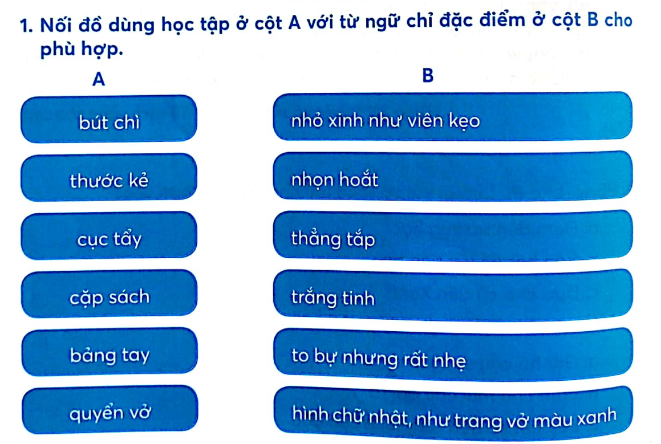 1. Nối đồ dùng học tập ở cột A với từ ngữ chỉ đặc điểm ở cột B cho
phù hợp.
A B
bút chì nhỏ xinh như viên kẹo
thước kẻ nhọn hoắt
cục tẩy thẳng tắp
cặp sách trắng tinh
bảng tay to bự nhưng rất nhẹ
quyển vở hình chữ nhật, như trang vở màu xanh